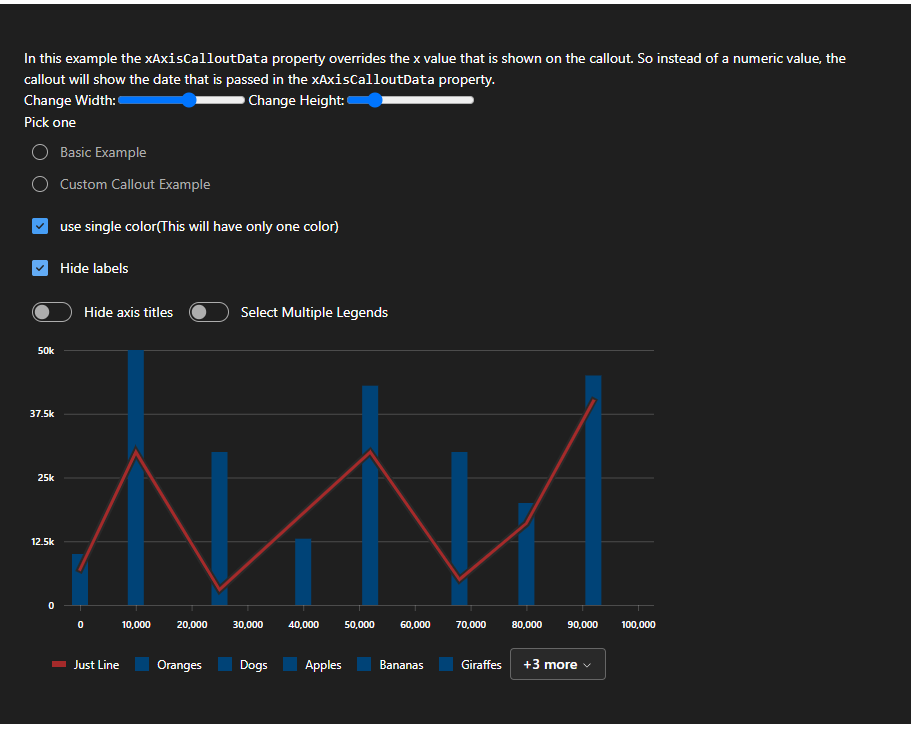 In this example the xAxisCalloutData property overrides the x value that is shown on the callout. So instead of a numeric value, the
callout will show the date that is passed in the xAxisCalloutData property.
Change Width: Change Height:
Pick one
Basic Example
Custom Callout Example
use single color(This will have only one color)
Hide labels
Hide axis titles Select Multiple Legends
50k
37.5k
25k
12.5k
0
0 10,000 20,000 30,000 40,000 50,000 60,000 70,000 80,000 90,000 100,000
Just Line Oranges Dogs Apples Bananas Giraffes +3 more